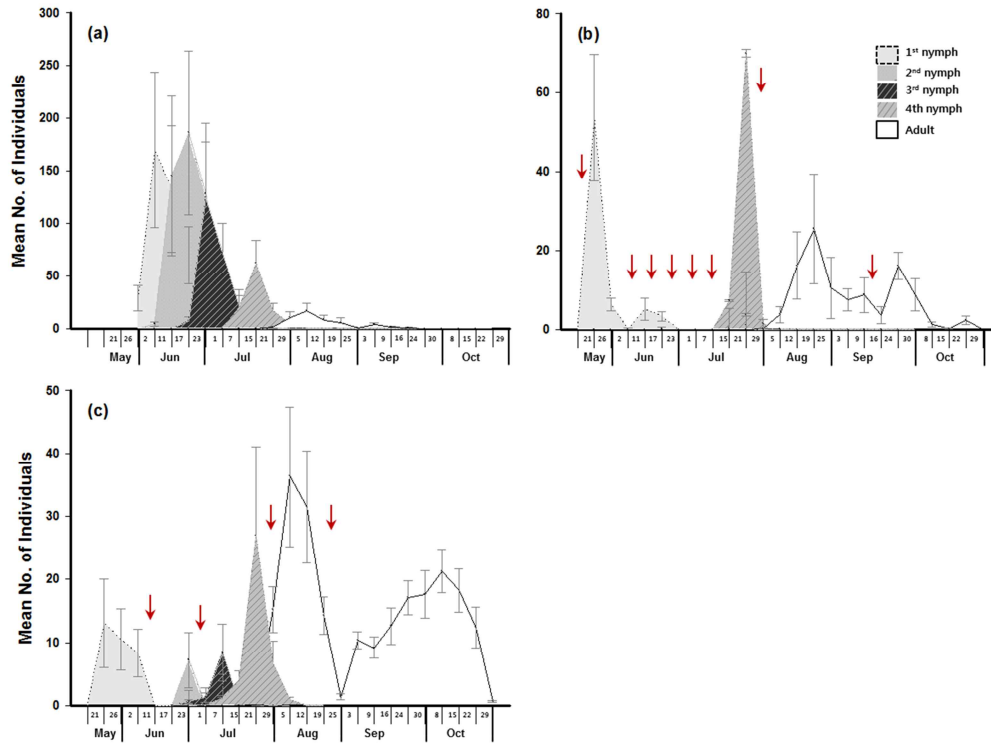 (a)
Mean No. of Individuals
300
250
200
150
100
50
0
21 26 2 11 17 23 1 7 15 21 29 5 12 19 25 3 9 16 24 30 8 15 22 29
May Jun Jul Aug Sep Oct
(b)
80
60
40
20
0
1st nymph
2nd nymph
3rd nymph
4th nymph
Adult
21 26 2 11 17 23 1 7 15 21 29 5 12 19 25 3 9 16 24 30 8 15 22 29
May Jun Jul Aug Sep Oct
(c)
Mean No. of Individuals
50
40
30
20
10
0
21 26 2 11 17 23 1 7 15 21 29 5 12 19 25 3 9 16 24 30 8 15 22 29
May Jun Jul Aug Sep Oct